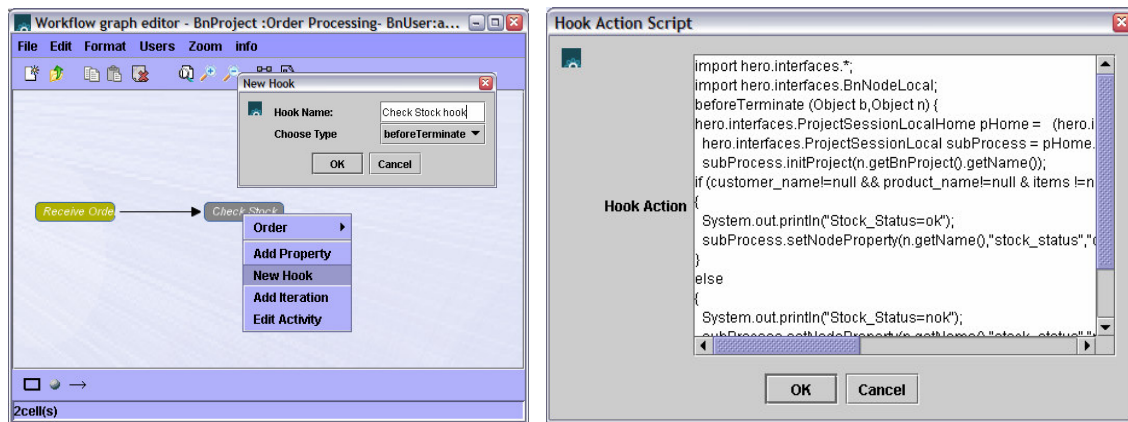 Workflow graph editor - BnProject :Order Processing- BnUser:a...
File Edit Format Users Zoom info
New Hook
Hook Name: Check Stock hook
Choose Type beforeTerminate
OK Cancel
Receive Orde. Check Stock
Order
Add Property
New Hook
Add Iteration
Edit Activity
2cell(s)
Hook Action Script
Hook Action
import hero.interfaces.*;
import hero.interfaces.BnNodeLocal;
beforeTerminate (Object b,Object n) {
hero.interfaces.ProjectSessionLocalHome pHome = (hero.i
hero.interfaces.ProjectSessionLocal subProcess = pHome.
subProcess.initProject(n.getBnProject().getName());
if (customer_name!=null && product_name!=null & items !=n
{
System.out.println("Stock_Status=ok");
subProcess.setNodeProperty(n.getName(),"stock_status","o
}
else
{
System.out.println("Stock_Status=nok");
subProcess.setNodeProperty(n.getName(),"stock_status","n
OK Cancel